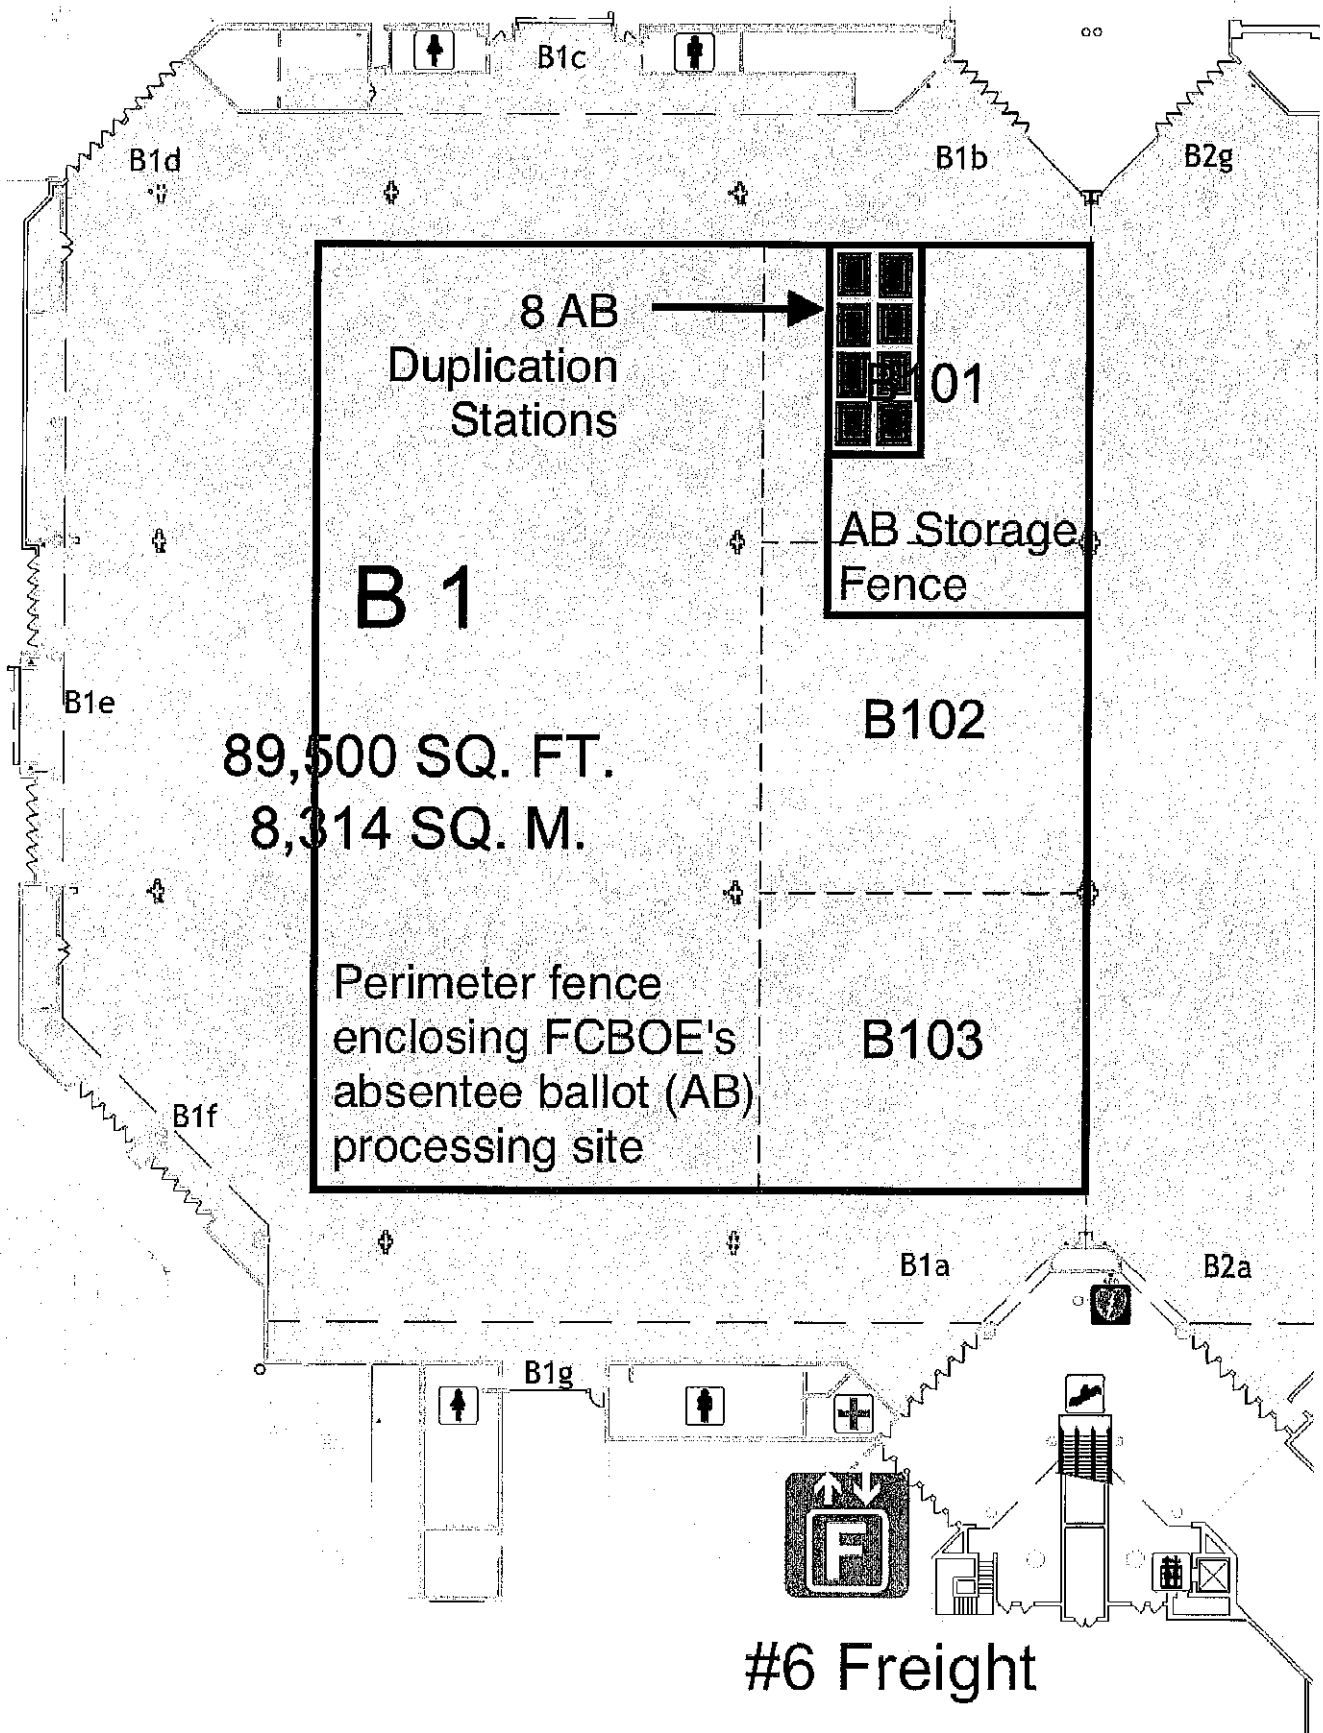 B1c
B1d
B1b
B2g
8 AB
Duplication
Stations
B101
AB Storage
Fence
B 1
B1e
B102
89,500 SQ. FT.
8,314 SQ. M.
Perimeter fence
enclosing FCBOE's
absentee ballot (AB)
processing site
B103
B1f
B1a
B2a
B1g
F
#6 Freight